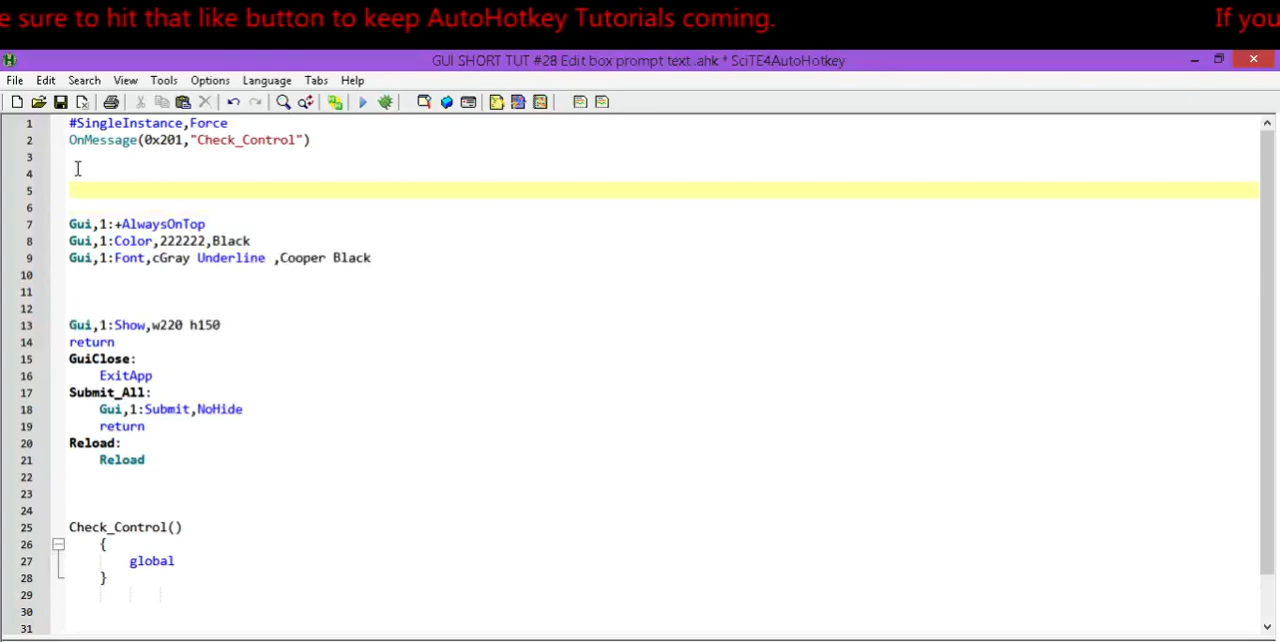 e sure to hit that like button to keep AutoHotkey Tutorials coming. If you
GUI SHORT TUT #28 Edit box prompt text .ahk * SciTE4AutoHotkey
File Edit Search View Tools Options Language Tabs Help
1 #SingleInstance,Force
2 OnMessage(0x201,"Check_Control")
3
4
5
6
7 Gui,1:+AlwaysOnTop
8 Gui,1:Color,222222,Black
9 Gui,1:Font,cGray Underline ,Cooper Black
10
11
12
13 Gui,1:Show,w220 h150
14 return
15 GuiClose:
16 ExitApp
17 Submit_All:
18 Gui,1:Submit,NoHide
19 return
20 Reload:
21 Reload
22
23
24
25 Check_Control()
26 {
27 global
28 }
29
30
31